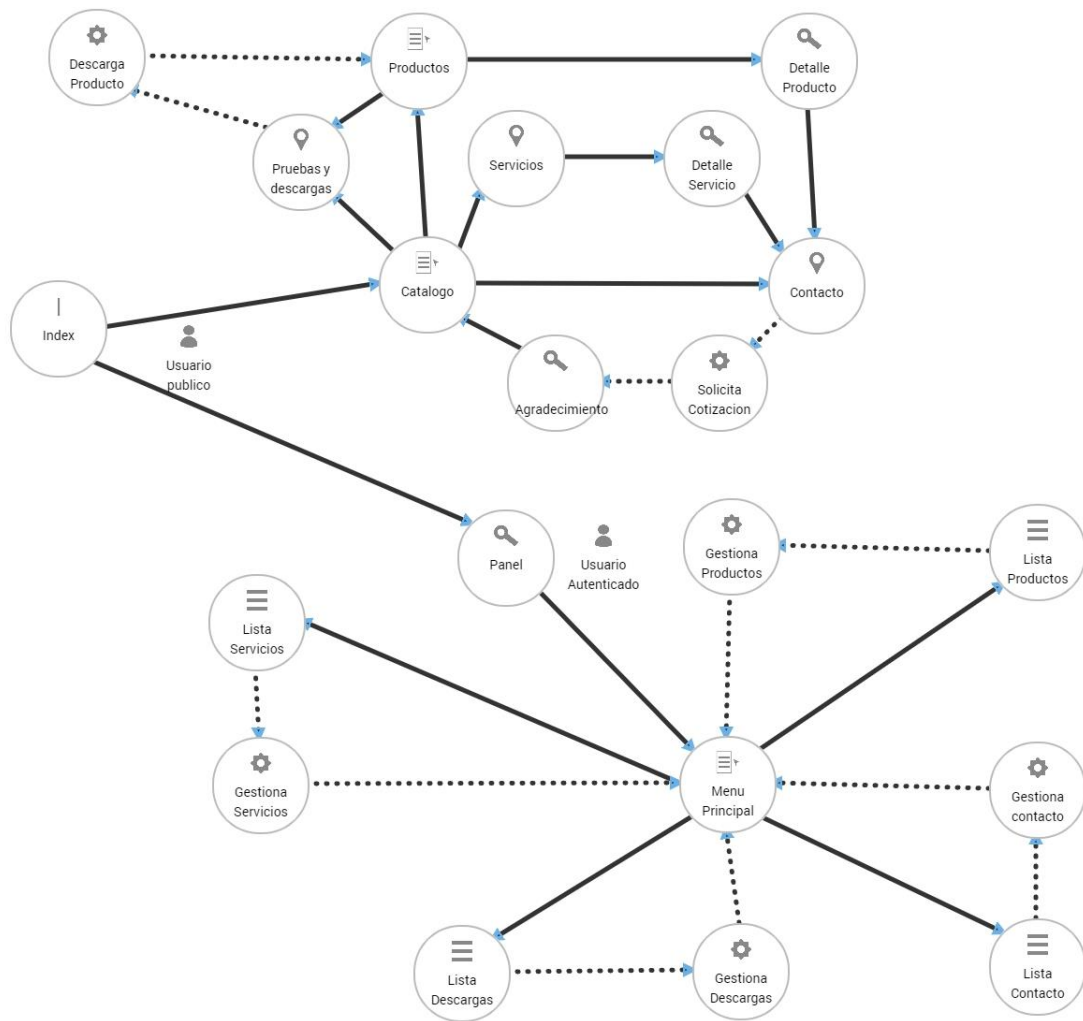 Descarga
Producto
Productos
Detalle
Producto
Pruebas y
descargas
Servicios
Detalle
Servicio
Catalogo
Contacto
Index
Usuario
publico
Agradecimiento
Solicita
Cotizacion
Panel
Usuario
Autenticado
Gestiona
Productos
Lista
Productos
Lista
Servicios
Gestiona
Servicios
Menu
Principal
Gestiona
contacto
Lista
Descargas
Gestiona
Descargas
Lista
Contacto